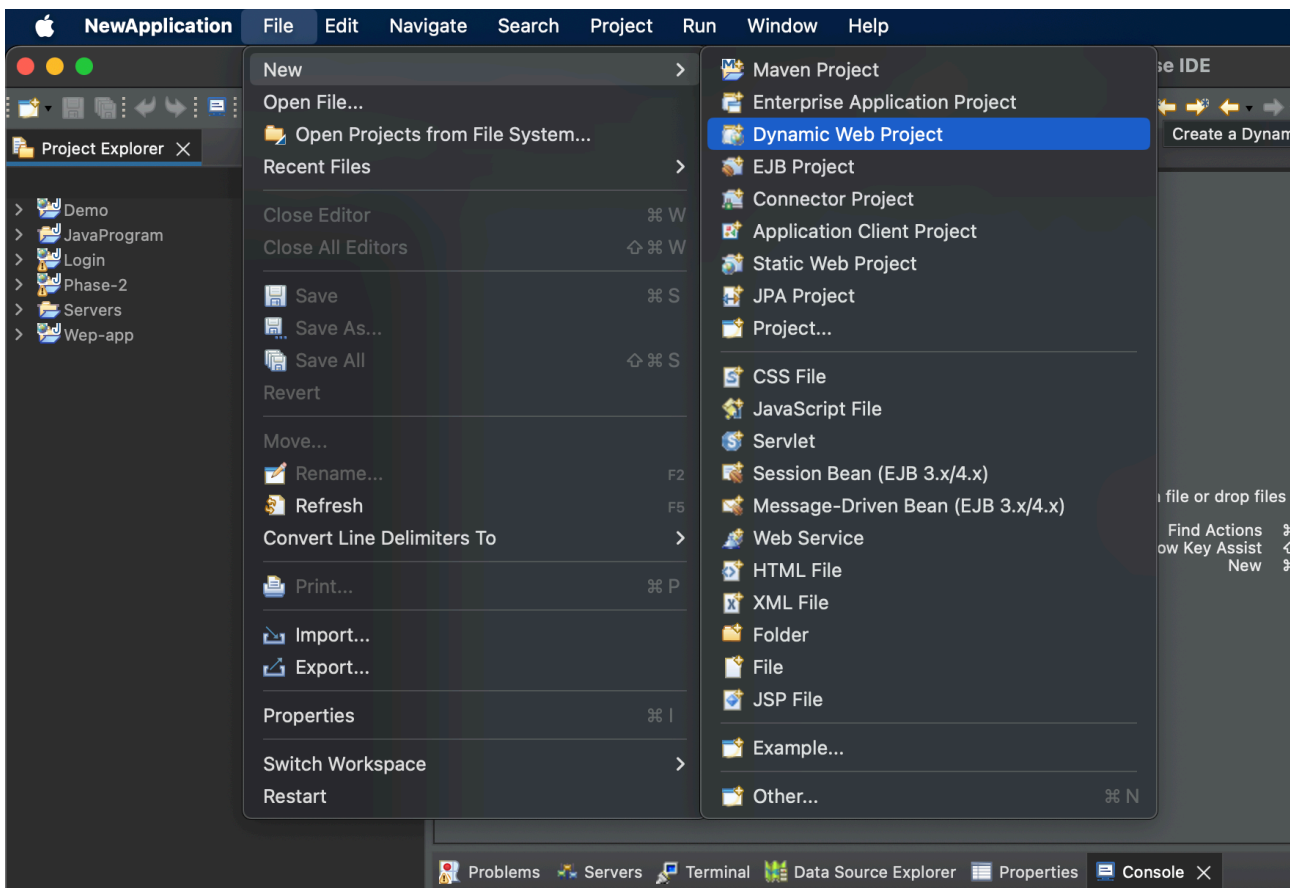 NewApplication File Edit Navigate Search Project Run Window Help
se IDE
Project Explorer
Demo
JavaProgram
Login
Phase-2
Servers
Wep-app
New
Open File...
Open Projects from File System...
Recent Files
Close Editor ⌘ W
Close All Editors ⇧ ⌘ W
Save ⌘ S
Save As...
Save All ⇧ ⌘ S
Revert
Move...
Rename... F2
Refresh F5
Convert Line Delimiters To
Print... ⌘ P
Import...
Export...
Properties ⌘ I
Switch Workspace
Restart
Maven Project
Enterprise Application Project
Dynamic Web Project
EJB Project
Connector Project
Application Client Project
Static Web Project
JPA Project
Project...
CSS File
JavaScript File
Servlet
Session Bean (EJB 3.x/4.x)
Message-Driven Bean (EJB 3.x/4.x)
Web Service
HTML File
XML File
Folder
File
JSP File
Example...
Other... ⌘ N
Create a Dynam
file or drop files
Find Actions
ow Key Assist
New
Problems Servers Terminal Data Source Explorer Properties Console